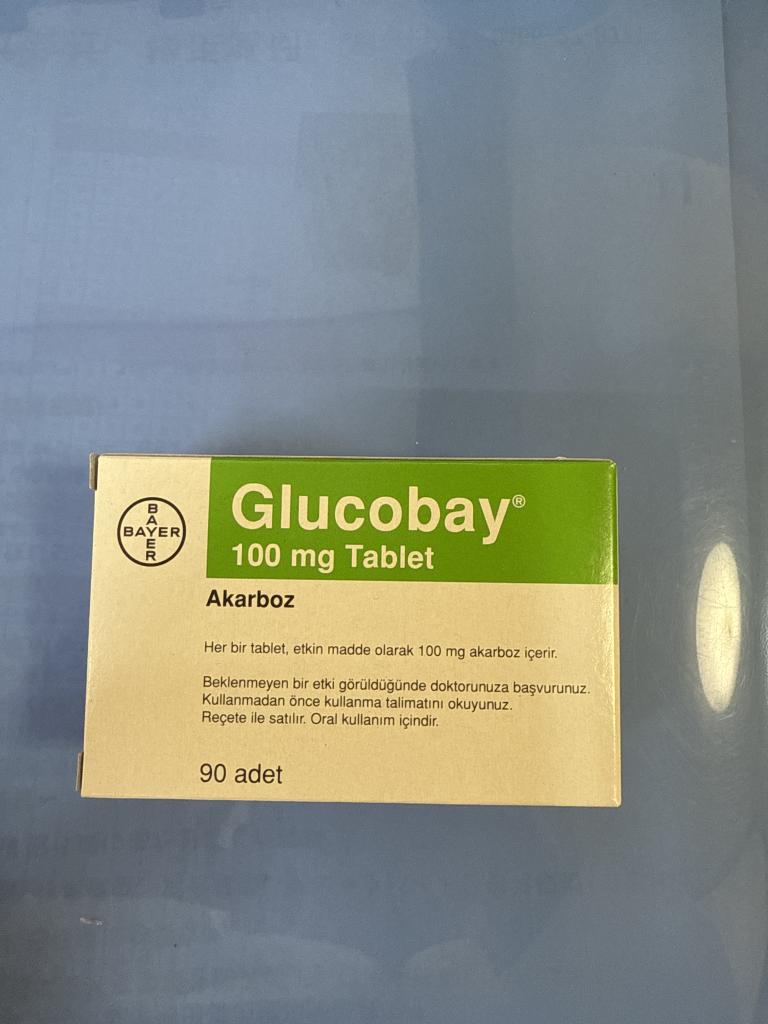 BAYER
BAYER
Glucobay®
100 mg Tablet
Akarboz
Her bir tablet, etkin madde olarak 100 mg akarboz içerir.
Beklenmeyen bir etki görüldüğünde doktorunuza başvurunuz.
Kullanmadan önce kullanma talimatını okuyunuz.
Reçete ile satılır. Oral kullanım içindir.
90 adet